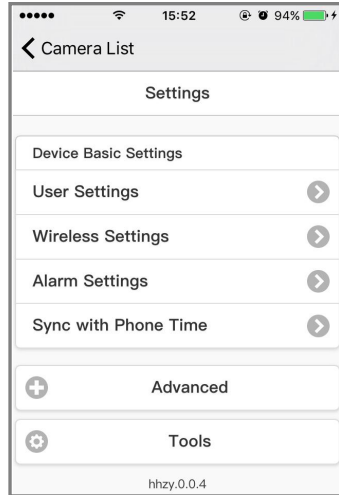 15:52 94%
Camera List
Settings
Device Basic Settings
User Settings
Wireless Settings
Alarm Settings
Sync with Phone Time
Advanced
Tools
hhzy.0.0.4